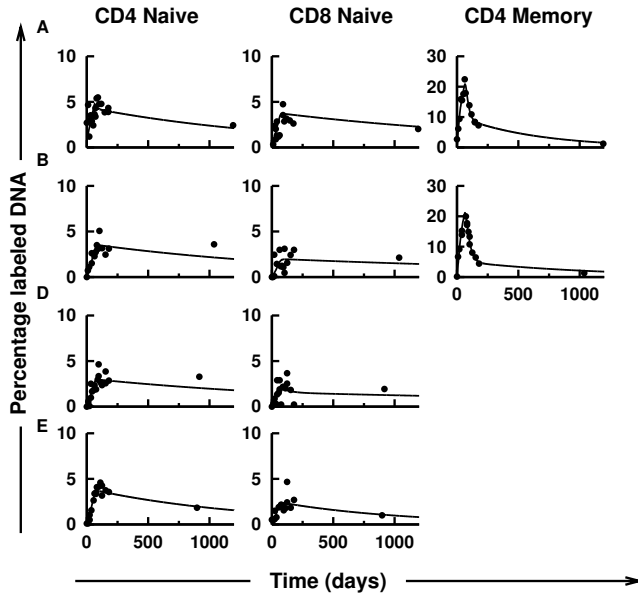 CD4 Naive CD8 Naive CD4 Memory
A
10 10 30
5 5 20
10
0 0 0
B
10 10 30
5 5 20
10
0 0 0
0 500 1000
D
10 10
5 5
0 0
E
10 10
5 5
0 0
0 500 1000 0 500 1000
Percentage labeled DNA
Time (days)